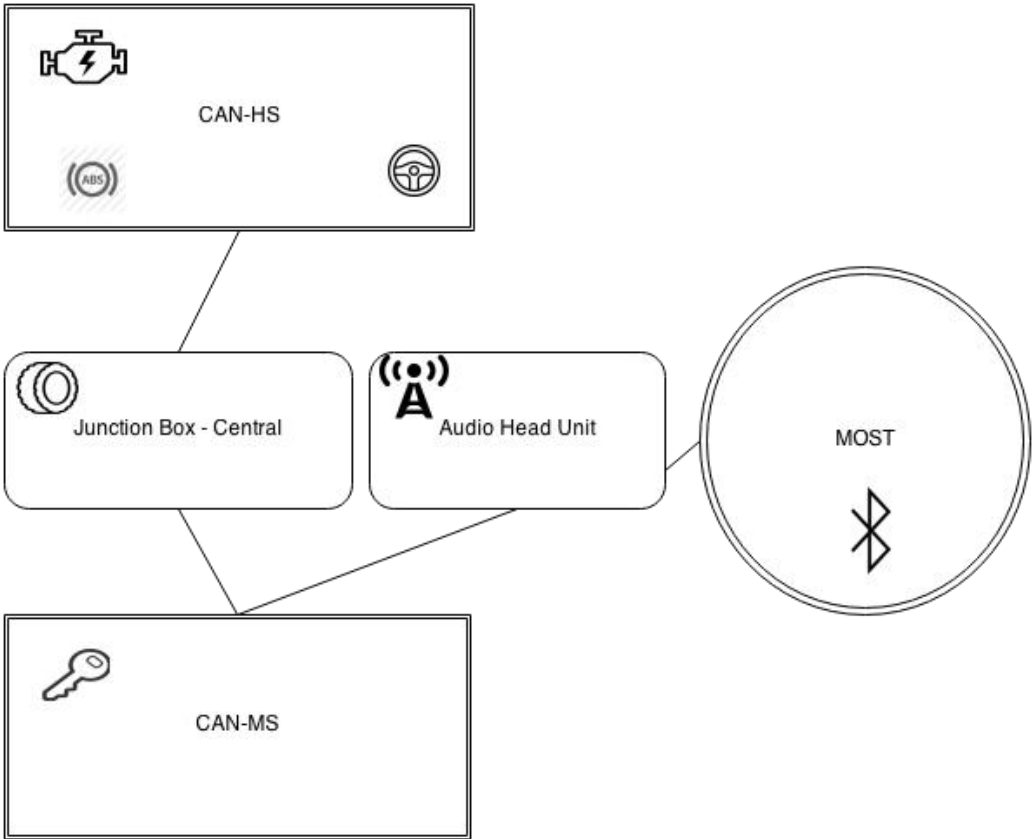 CAN-HS
ABS
Junction Box - Central
Audio Head Unit
MOST
CAN-MS